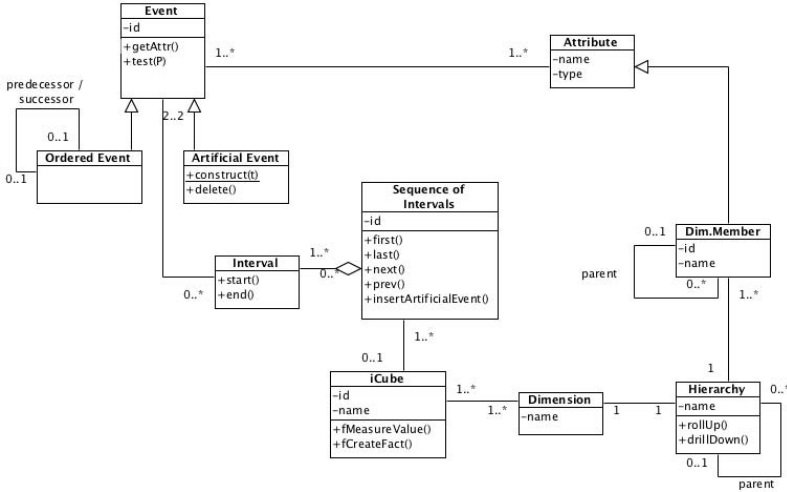 Event
-id
+getAttr()
+test(P)
1..*
1..*
Attribute
-name
-type
predecessor /
successor
0..1
0..1
2..2
Ordered Event
Artificial Event
+construct(t)
+delete()
Sequence of
Intervals
-id
+first()
+last()
+next()
+prev()
+insertArtificialEvent()
Interval
+start()
+end()
1..*
0..*
0..*
0..1
Dim.Member
-id
-name
parent
0..*
1..*
1..*
0..1
iCube
-id
-name
+fMeasureValue()
+fCreateFact()
1..*
1..*
Dimension
-name
1
1
1
Hierarchy
-name
+rollUp()
+drillDown()
0..*
0..1
parent